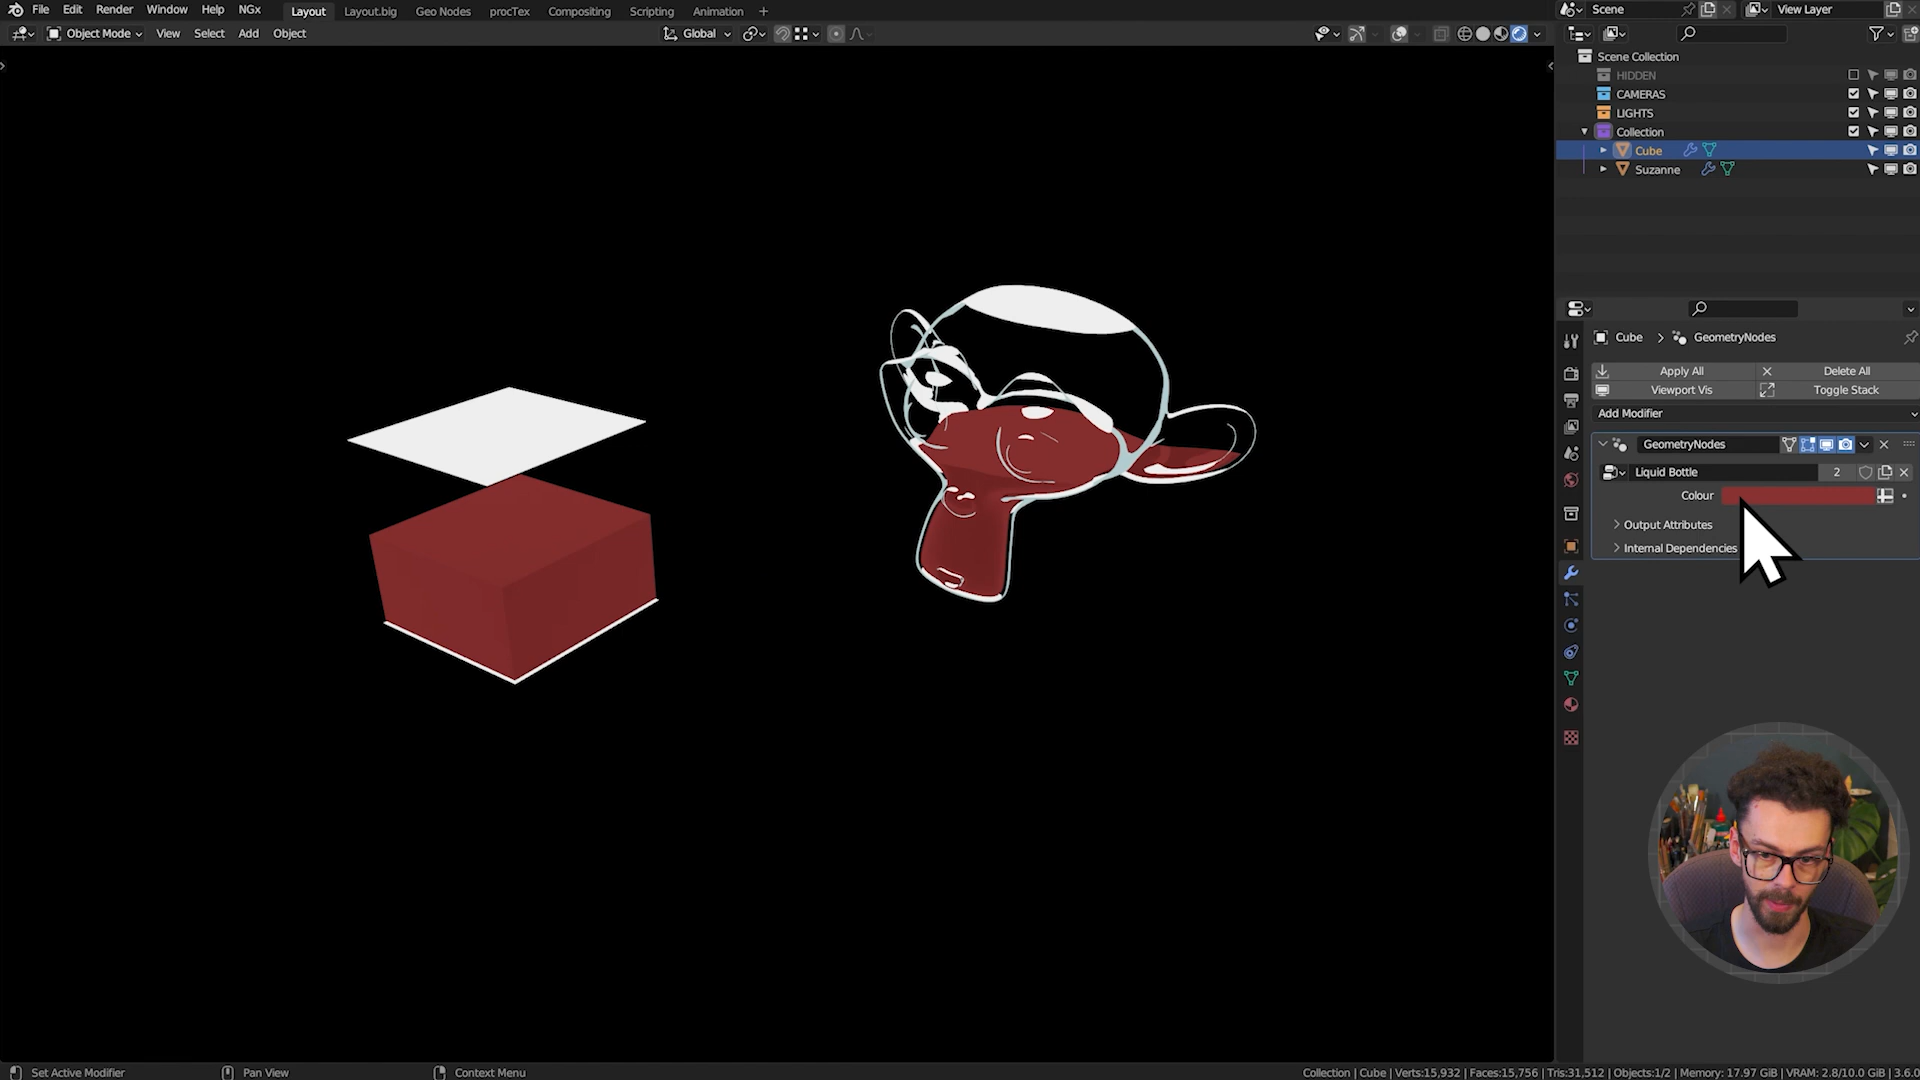 File Edit Render Window Help NGx Layout Layout.big Geo Nodes procTex Compositing Scripting Animation + Scene View Layer
Object Mode View Select Add Object Global
Scene Collection
HIDDEN
CAMERAS
LIGHTS
Collection
Cube
Suzanne
Cube > GeometryNodes
Apply All Delete All
Viewport Vis Toggle Stack
Add Modifier
GeometryNodes
Liquid Bottle 2
Colour
Output Attributes
Internal Dependencies
Set Active Modifier Pan View Context Menu Collection | Cube | Verts:15,932 | Faces:15,756 | Tris:31,512 | Objects:1/2 | Memory: 17.97 GiB | VRAM: 2.8/10.0 GiB | 3.6.0